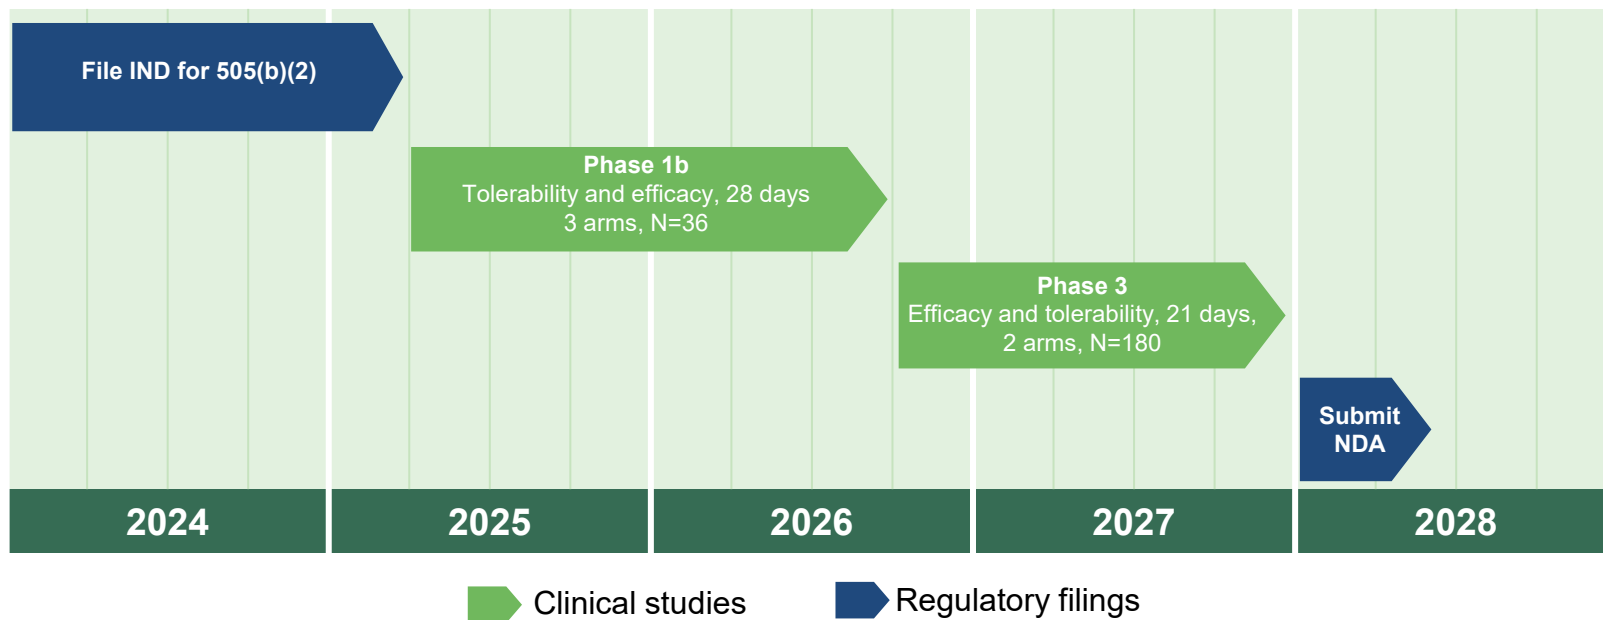 File IND for 505(b)(2)
Phase 1b
Tolerability and efficacy, 28 days
3 arms, N=36
Phase 3
Efficacy and tolerability, 21 days,
2 arms, N=180
Submit
NDA
2024
2025
2026
2027
2028
Clinical studies
Regulatory filings